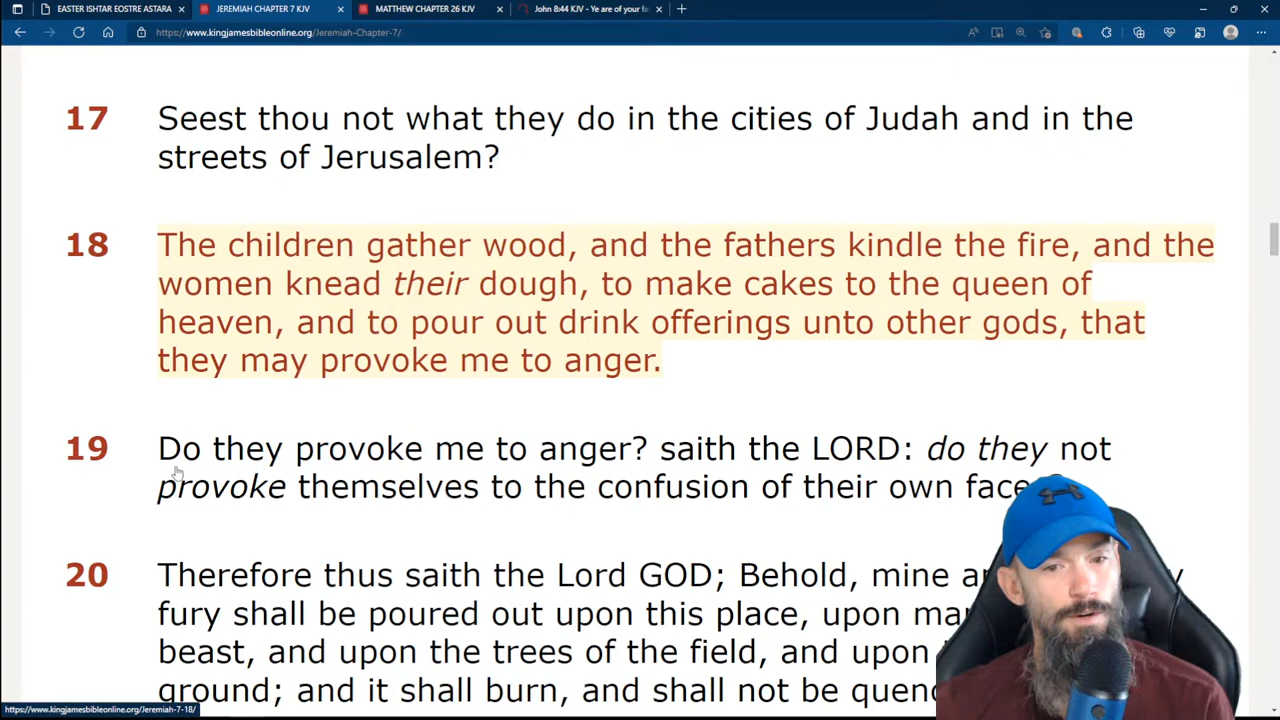 EASTER ISHTAR EOSTRE ASTARA
JEREMIAH CHAPTER 7 KJV
MATTHEW CHAPTER 26 KJV
John 8:44 KJV - Ye are of your fa
https://www.kingjamesbibleonline.org/Jeremiah-Chapter-7/
17 Seest thou not what they do in the cities of Judah and in the
streets of Jerusalem?
18 The children gather wood, and the fathers kindle the fire, and the
women knead their dough, to make cakes to the queen of
heaven, and to pour out drink offerings unto other gods, that
they may provoke me to anger.
19 Do they provoke me to anger? saith the LORD: do they not
provoke themselves to the confusion of their own face
20 Therefore thus saith the Lord GOD; Behold, mine
fury shall be poured out upon this place, upon
beast, and upon the trees of the field, and upon
ground; and it shall burn, and shall not be
https://www.kingjamesbibleonline.org/Jeremiah-7-18/